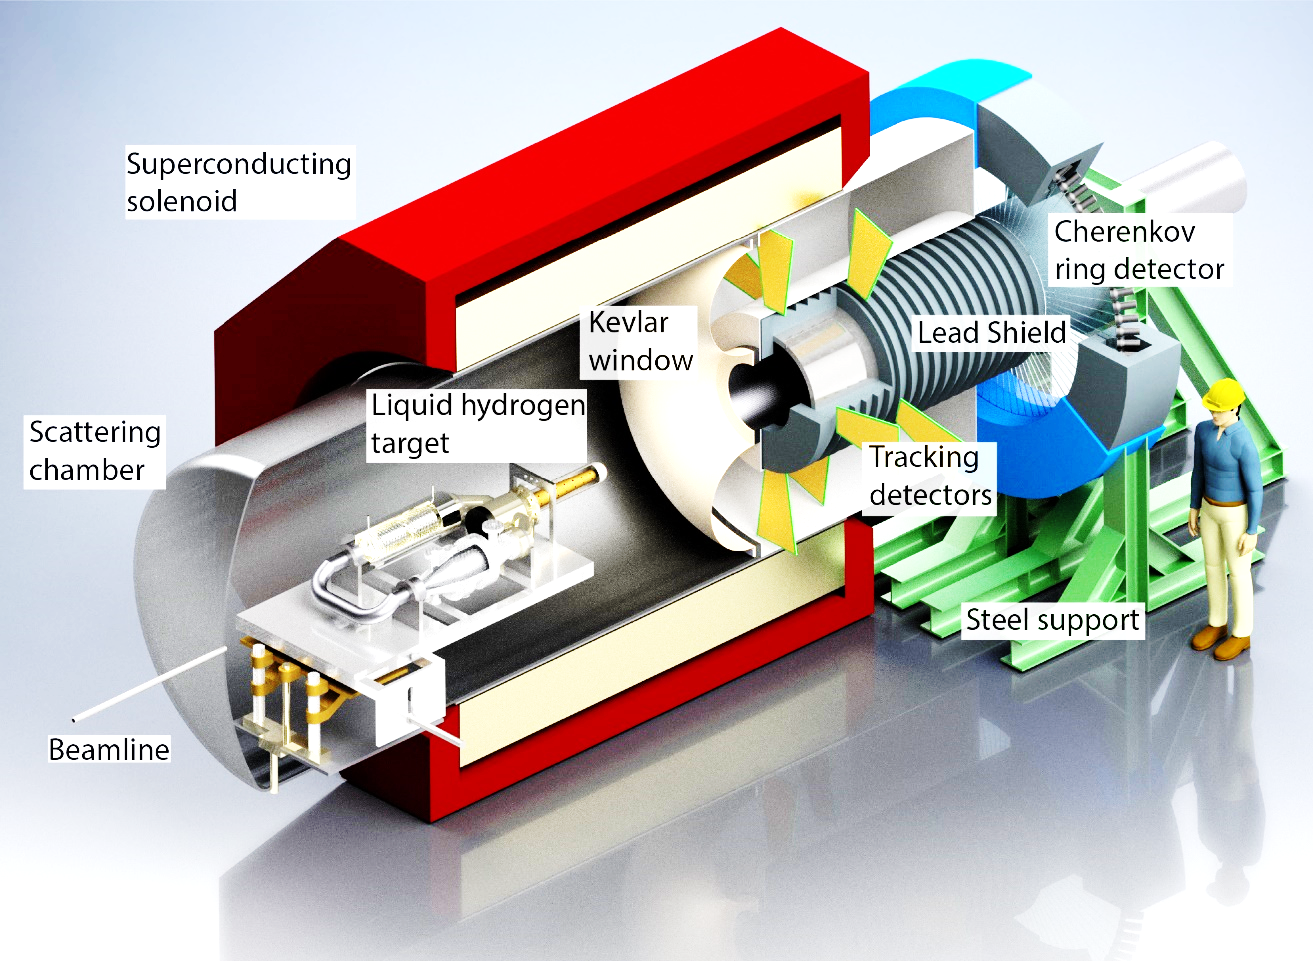 Superconducting
solenoid
Cherenkov
ring detector
Kevlar
window
Lead Shield
Liquid hydrogen
target
Scattering
chamber
Tracking
detectors
Steel support
Beamline